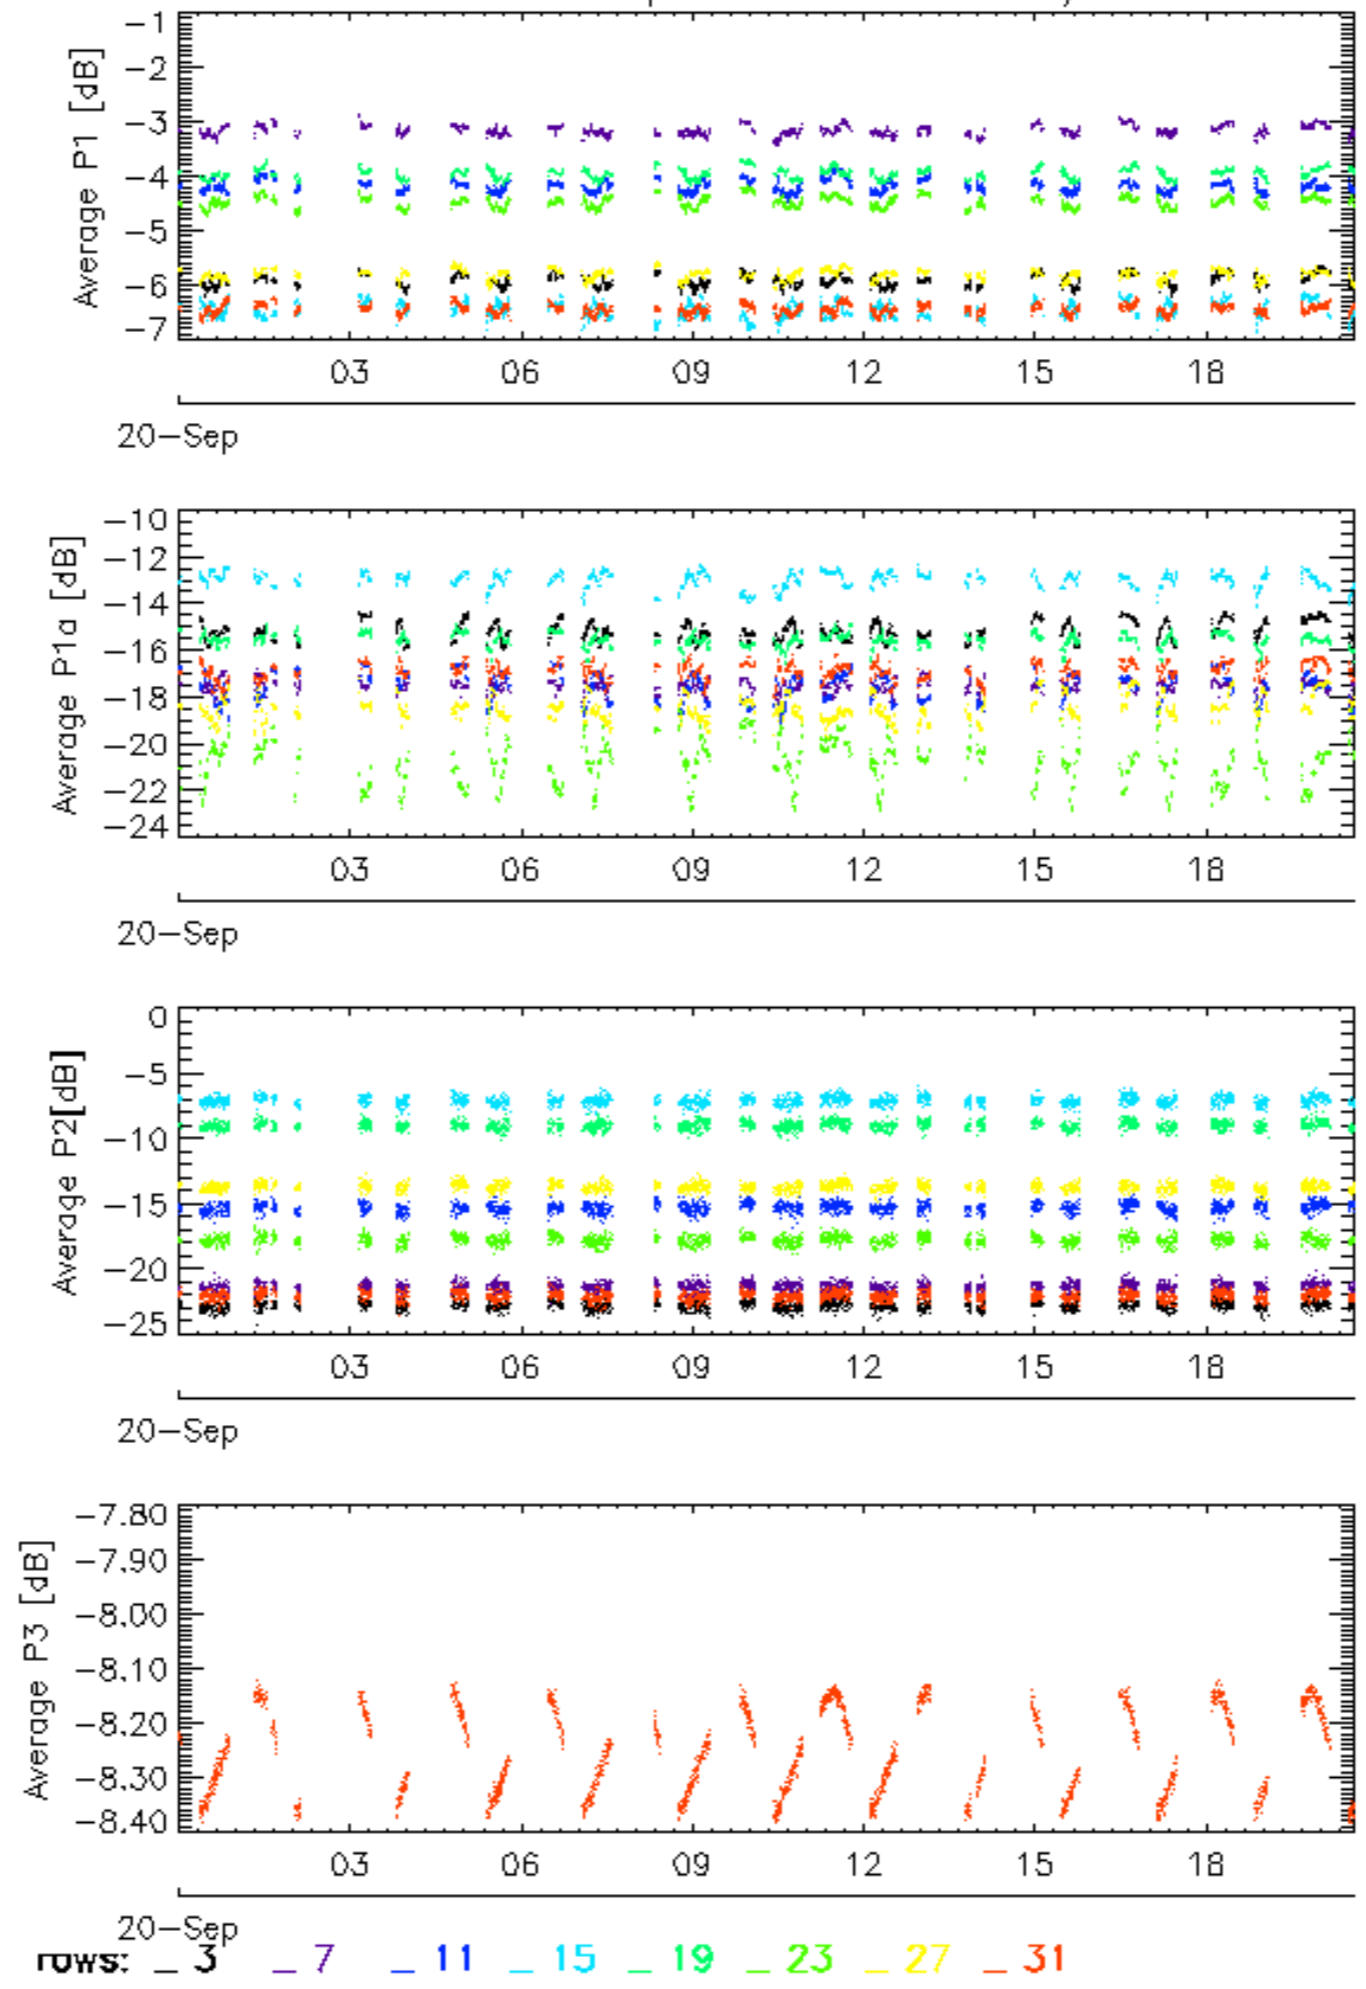 Average P1 [dB]
-1
-2
-3
-4
-5
-6
-7
03 06 09 12 15 18
20-Sep
Average P1a [dB]
-10
-12
-14
-16
-18
-20
-22
-24
03 06 09 12 15 18
20-Sep
Average P2[dB]
0
-5
-10
-15
-20
-25
03 06 09 12 15 18
20-Sep
Average P3 [dB]
-7.80
-7.90
-8.00
-8.10
-8.20
-8.30
-8.40
03 06 09 12 15 18
20-Sep
rows: _ 3 _ 7 _ 11 _ 15 _ 19 _ 23 _ 27 _ 31